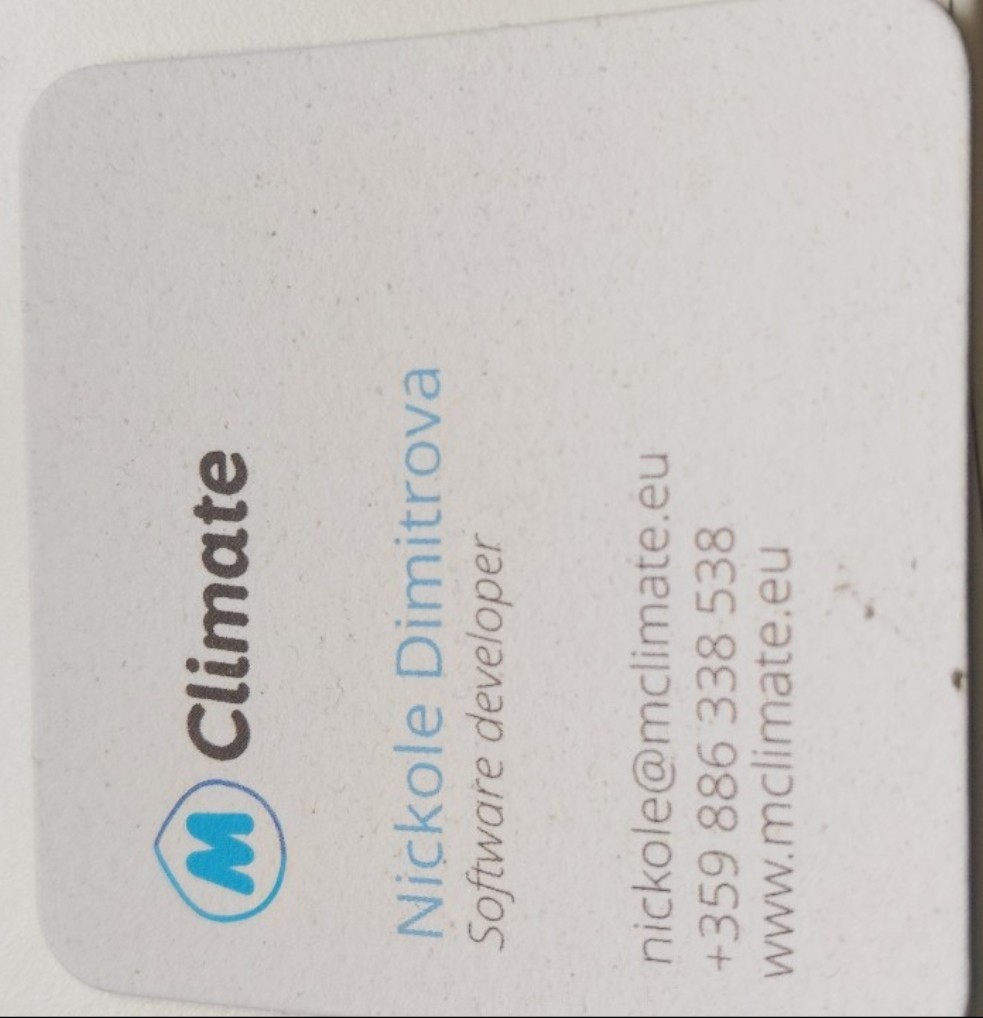 M Climate
Nickole Dimitrova
Software developer
nickole@mclimate.eu
+359 886 338 538
www.mclimate.eu